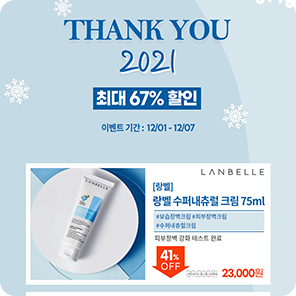 THANK YOU
2021
최대 67% 할인
이벤트 기간 : 12/01 - 12/07
LANBELLE
[랑벨]
랑벨 수퍼내츄럴 크림 75ml
#보습장벽크림 #피부장벽크림
#수퍼내츄럴크림
피부장벽 강화 테스트 완료
41%
OFF
39,000원 23,000원
LANBELLE